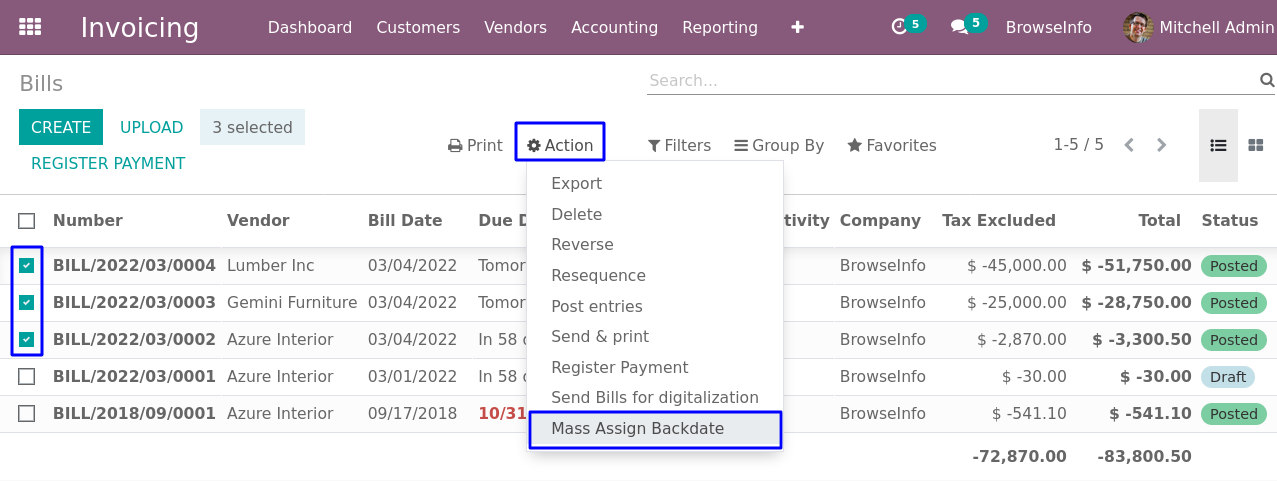 Invoicing Dashboard Customers Vendors Accounting Reporting 5 5 BrowseInfo Mitchell Admin
Bills
Search...
CREATE UPLOAD 3 selected
REGISTER PAYMENT
Print Action Filters Group By Favorites 1-5 / 5
Export
Delete
Reverse
Resequence
Post entries
Send & print
Register Payment
Send Bills for digitalization
Mass Assign Backdate
Number Vendor Bill Date Due Company Tax Excluded Total Status
BILL/2022/03/0004 Lumber Inc 03/04/2022 BrowseInfo $ -45,000.00 $ -51,750.00 Posted
BILL/2022/03/0003 Gemini Furniture 03/04/2022 BrowseInfo $ -25,000.00 $ -28,750.00 Posted
BILL/2022/03/0002 Azure Interior 03/04/2022 In 58 BrowseInfo $ -2,870.00 $ -3,300.50 Posted
BILL/2022/03/0001 Azure Interior 03/01/2022 In 58 BrowseInfo $ -30.00 $ -30.00 Draft
BILL/2018/09/0001 Azure Interior 09/17/2018 10/31 BrowseInfo $ -541.10 $ -541.10 Posted
-72,870.00 -83,800.50